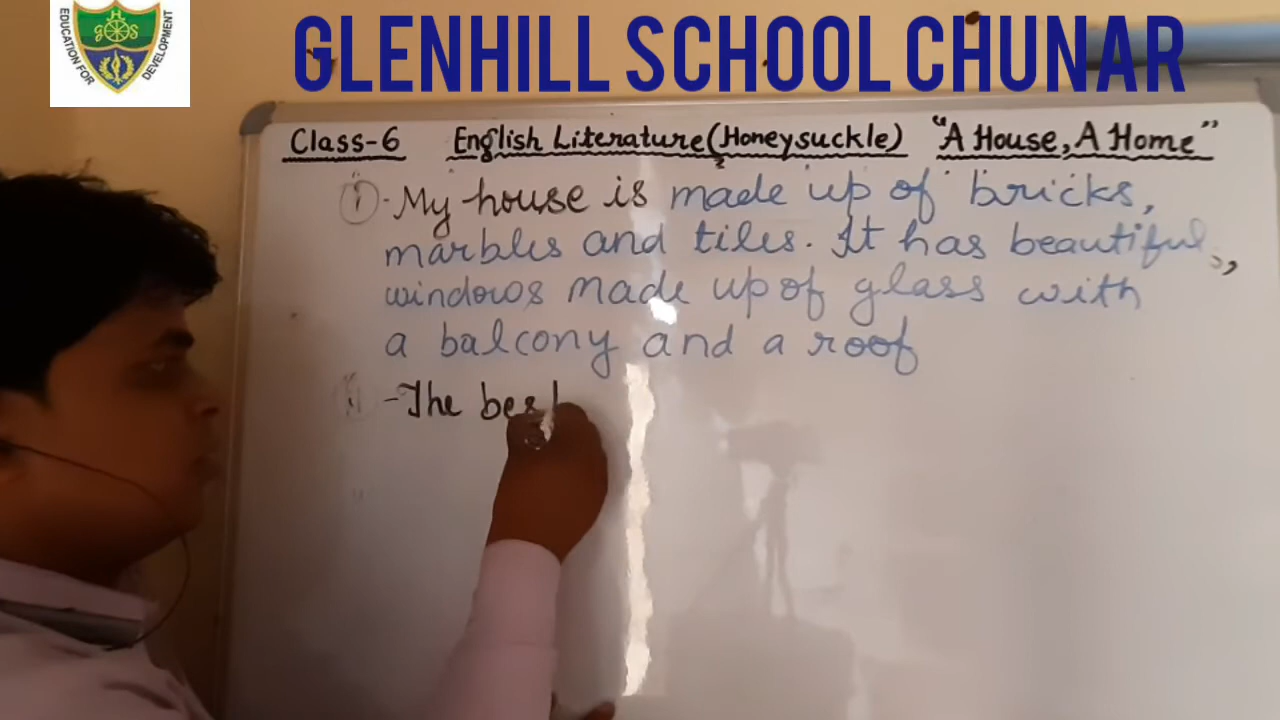 GLENHILL SCHOOL CHUNAR
EDUCATION FOR DEVELOPMENT
G H S
Class-6 English Literature(Honeysuckle) "A House, A Home"
(i)- My house is made up of bricks,
marbles and tiles. It has beautiful,
windows made up of glass with
a balcony and a roof
- The bes